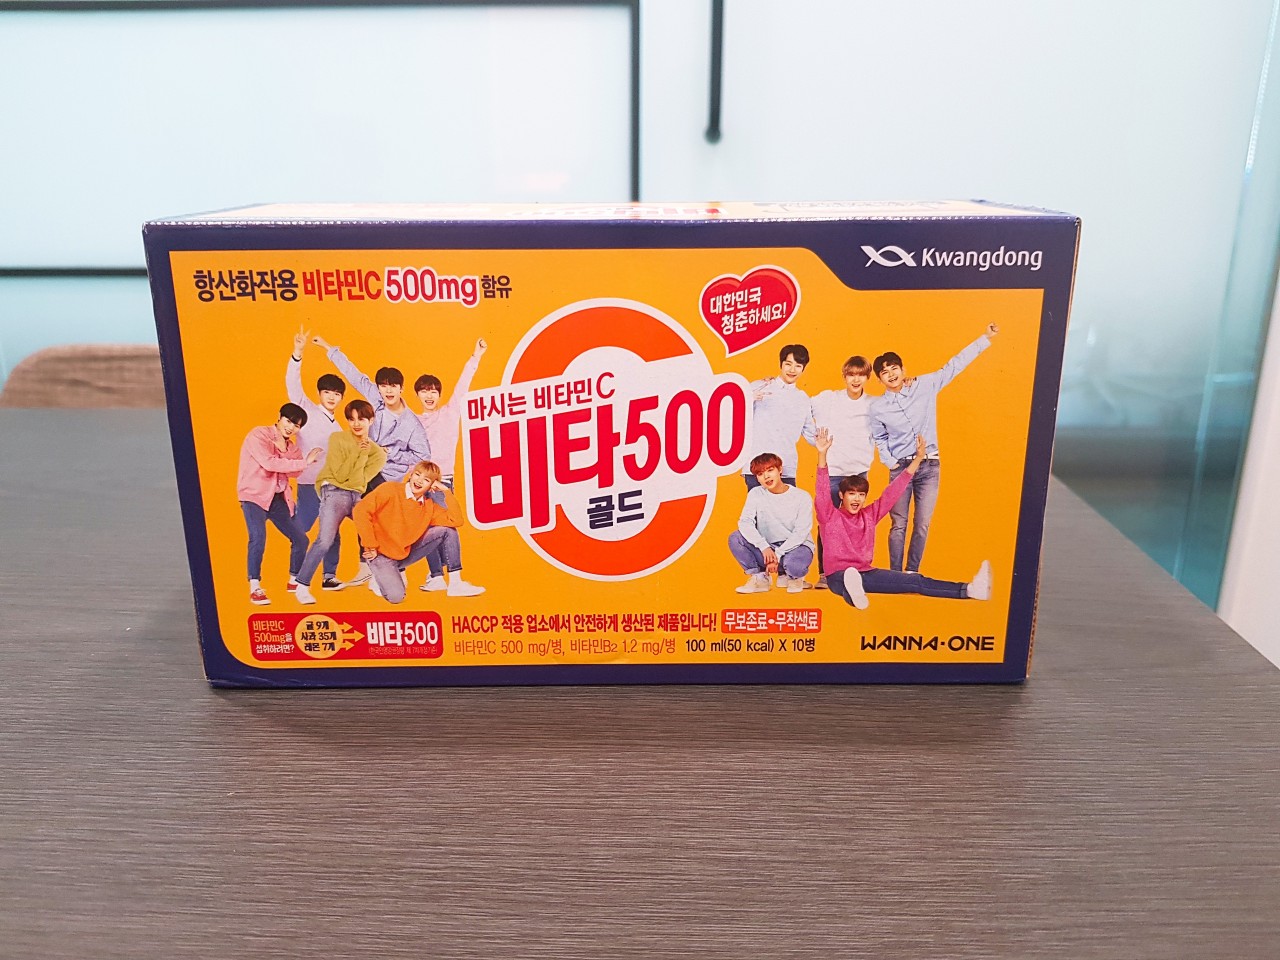 Kwangdong
항산화작용 비타민C 500mg 함유
대한민국
청춘하세요!
마시는 비타민C
비타500
골드
비타민C
500mg을
섭취하려면?
귤 9개
사과 35개
레몬 7개
비타500
HACCP 적용 업소에서 안전하게 생산된 제품입니다! 무보존료•무착색료
비타민C 500 mg/병, 비타민B2 1.2 mg/병 100 ml(50 kcal) X 10병
WANNA·ONE